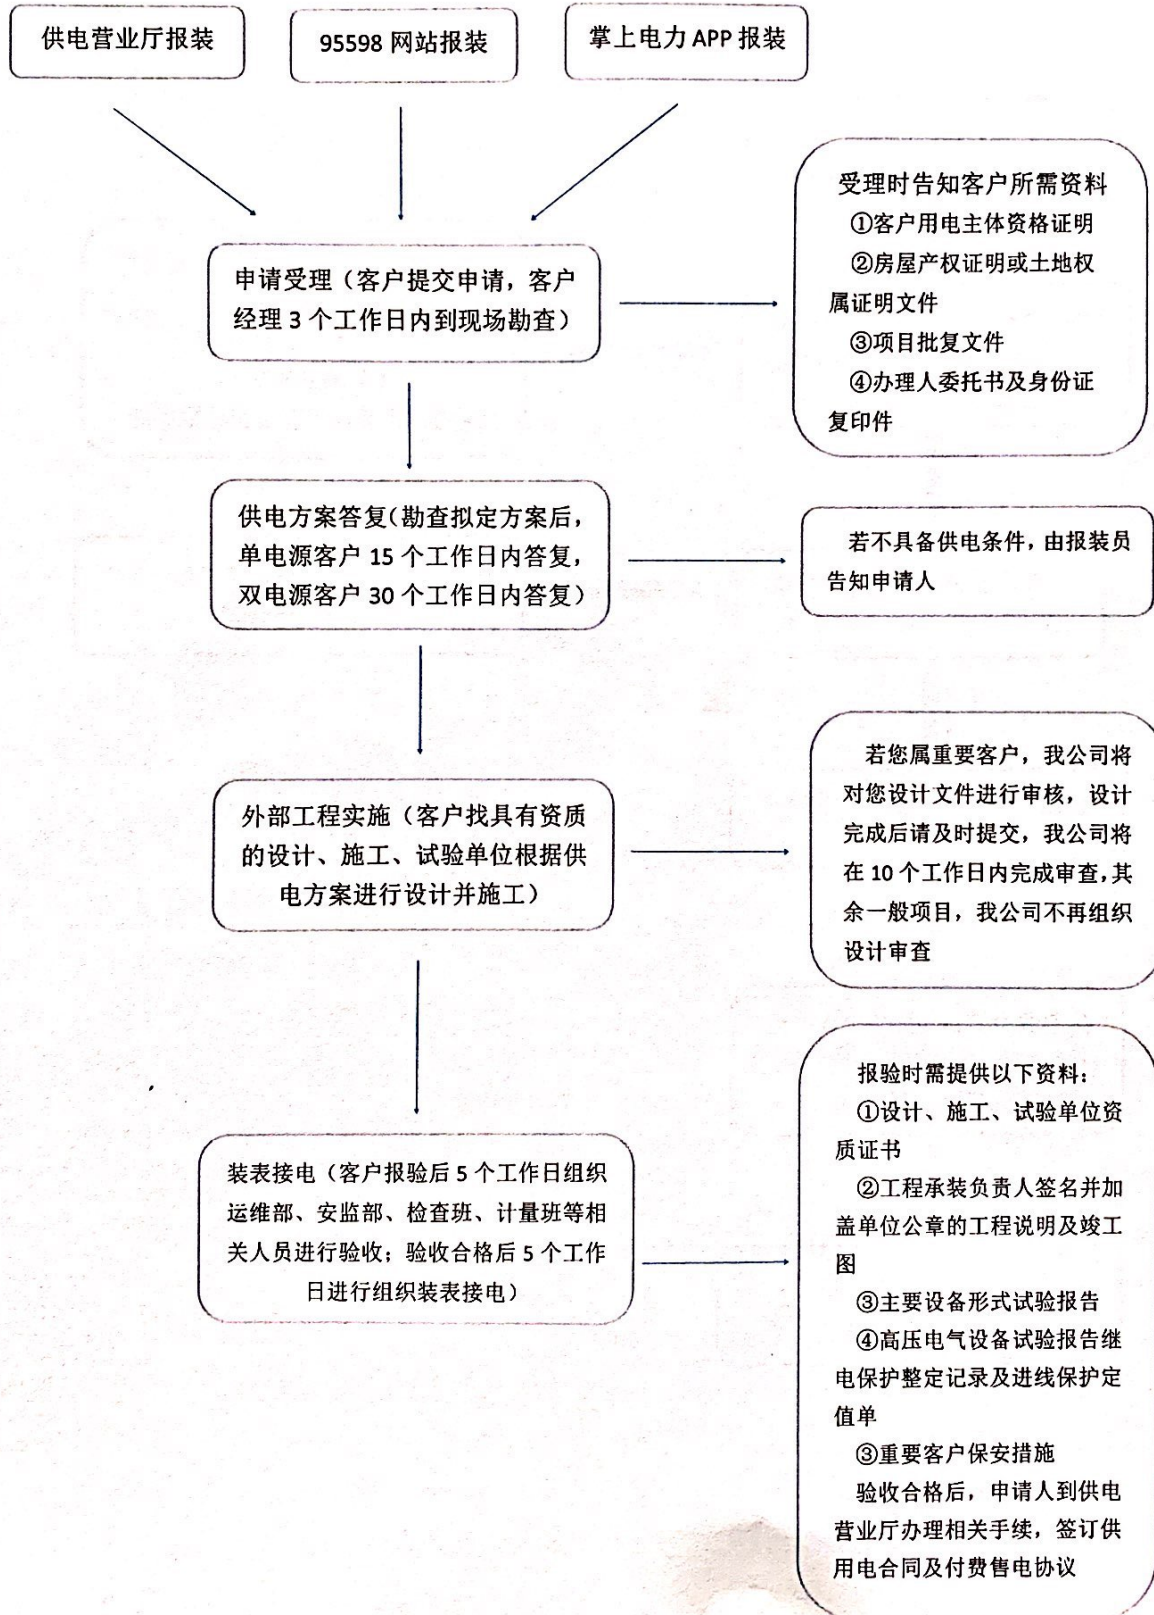 供电营业厅报装
95598 网站报装
掌上电力 APP 报装
申请受理（客户提交申请，客户
经理 3 个工作日内到现场勘查）
受理时告知客户所需资料
①客户用电主体资格证明
②房屋产权证明或土地权
属证明文件
③项目批复文件
④办理人委托书及身份证
复印件
供电方案答复（勘查拟定方案后，
单电源客户 15 个工作日内答复，
双电源客户 30 个工作日内答复）
若不具备供电条件，由报装员
告知申请人
外部工程实施（客户找具有资质
的设计、施工、试验单位根据供
电方案进行设计并施工）
若您属重要客户，我公司将
对您设计文件进行审核，设计
完成后请及时提交，我公司将
在 10 个工作日内完成审查，其
余一般项目，我公司不再组织
设计审查
装表接电（客户报验后 5 个工作日组织
运维部、安监部、检查班、计量班等相
关人员进行验收；验收合格后 5 个工作
日进行组织装表接电）
报验时需提供以下资料：
①设计、施工、试验单位资
质证书
②工程承装负责人签名并加
盖单位公章的工程说明及竣工
图
③主要设备形式试验报告
④高压电气设备试验报告继
电保护整定记录及进线保护定
值单
③重要客户保安措施
验收合格后，申请人到供电
营业厅办理相关手续，签订供
用电合同及付费售电协议